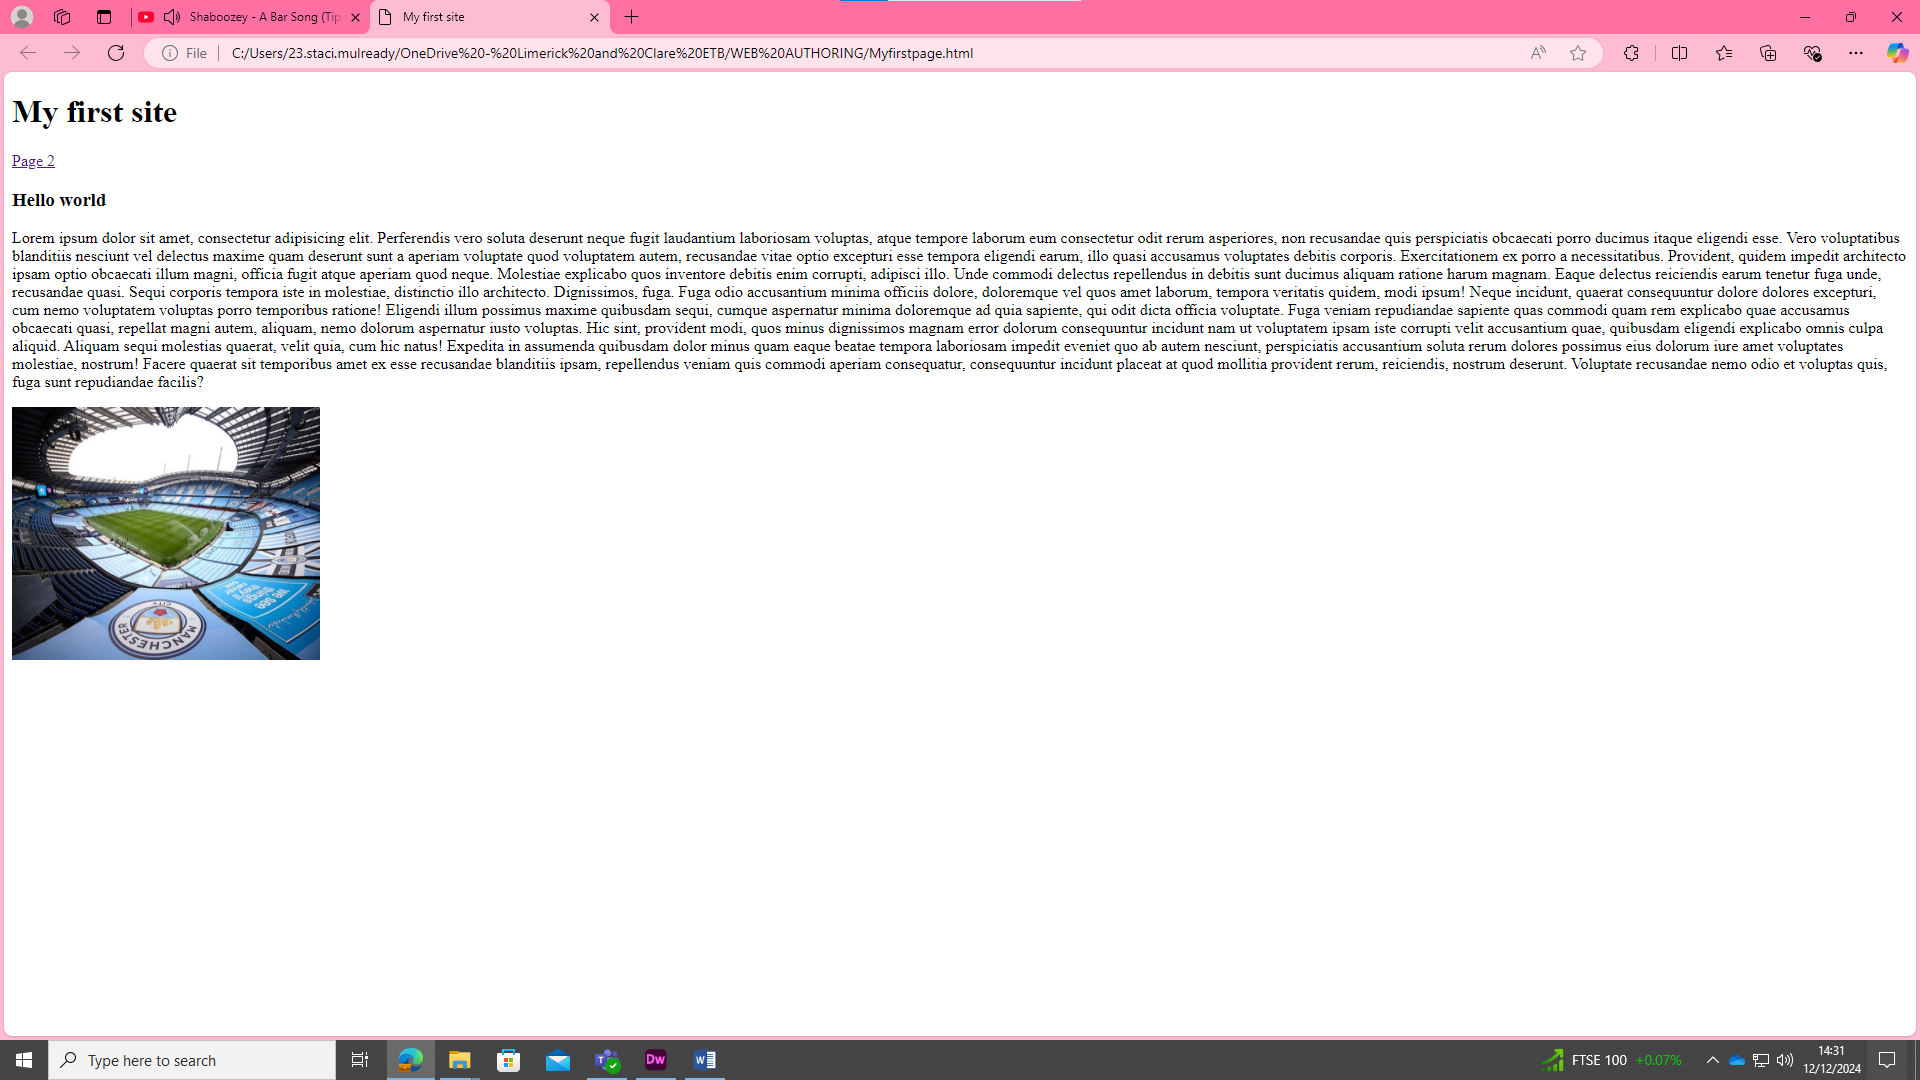 Shaboozey - A Bar Song (Tip
My first site
File
C:/Users/23.staci.mulready/OneDrive%20-%20Limerick%20and%20Clare%20ETB/WEB%20AUTHORING/Myfirstpage.html
My first site
Page 2
Hello world
Lorem ipsum dolor sit amet, consectetur adipisicing elit. Perferendis vero soluta deserunt neque fugit laudantium laboriosam voluptas, atque tempore laborum eum consectetur odit rerum asperiores, non recusandae quis perspiciatis obcaecati porro ducimus itaque eligendi esse. Vero voluptatibus
blanditiis nesciunt vel delectus maxime quam deserunt sunt a aperiam voluptate quod voluptatem autem, recusandae vitae optio excepturi esse tempora eligendi earum, illo quasi accusamus voluptates debitis corporis. Exercitationem ex porro a necessitatibus. Provident, quidem impedit architecto
ipsam optio obcaecati illum magni, officia fugit atque aperiam quod neque. Molestiae explicabo quos inventore debitis enim corrupti, adipisci illo. Unde commodi delectus repellendus in debitis sunt ducimus aliquam ratione harum magnam. Eaque delectus reiciendis earum tenetur fuga unde,
recusandae quasi. Sequi corporis tempora iste in molestiae, distinctio illo architecto. Dignissimos, fuga. Fuga odio accusantium minima officiis dolore, doloremque vel quos amet laborum, tempora veritatis quidem, modi ipsum! Neque incidunt, quaerat consequuntur dolore dolores excepturi,
cum nemo voluptatem voluptas porro temporibus ratione! Eligendi illum possimus maxime quibusdam sequi, cumque aspernatur minima doloremque ad quia sapiente, qui odit dicta officia voluptate. Fuga veniam repudiandae sapiente quas commodi quam rem explicabo quae accusamus
obcaecati quasi, repellat magni autem, aliquam, nemo dolorum aspernatur iusto voluptas. Hic sint, provident modi, quos minus dignissimos magnam error dolorum consequuntur incidunt nam ut voluptatem ipsam iste corrupti velit accusantium quae, quibusdam eligendi explicabo omnis culpa
aliquid. Aliquam sequi molestias quaerat, velit quia, cum hic natus! Expedita in assumenda quibusdam dolor minus quam eaque beatae tempora laboriosam impedit eveniet quo ab autem nesciunt, perspiciatis accusantium soluta rerum dolores possimus eius dolorum iure amet voluptates
molestiae, nostrum! Facere quaerat sit temporibus amet ex esse recusandae blanditiis ipsam, repellendus veniam quis commodi aperiam consequatur, consequuntur incidunt placeat at quod mollitia provident rerum, reiciendis, nostrum deserunt. Voluptate recusandae nemo odio et voluptas quis,
fuga sunt repudiandae facilis?
we see things they'll never see
MANCHESTER CITY
Type here to search
Dw
FTSE 100 +0.07%
14:31
12/12/2024